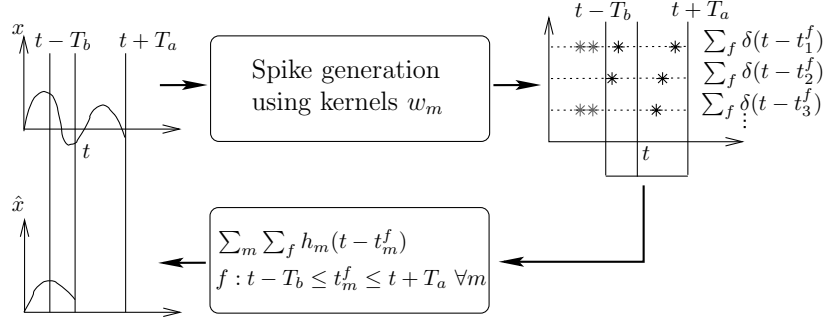 x
t − T_b
t + T_a
t
Spike generation
using kernels w_m
t − T_b
t + T_a
∑_f δ(t − t_1^f)
∑_f δ(t − t_2^f)
∑_f δ(t − t_3^f)
⋮
t
x̂
∑_m ∑_f h_m(t − t_m^f)
f : t − T_b ≤ t_m^f ≤ t + T_a ∀m